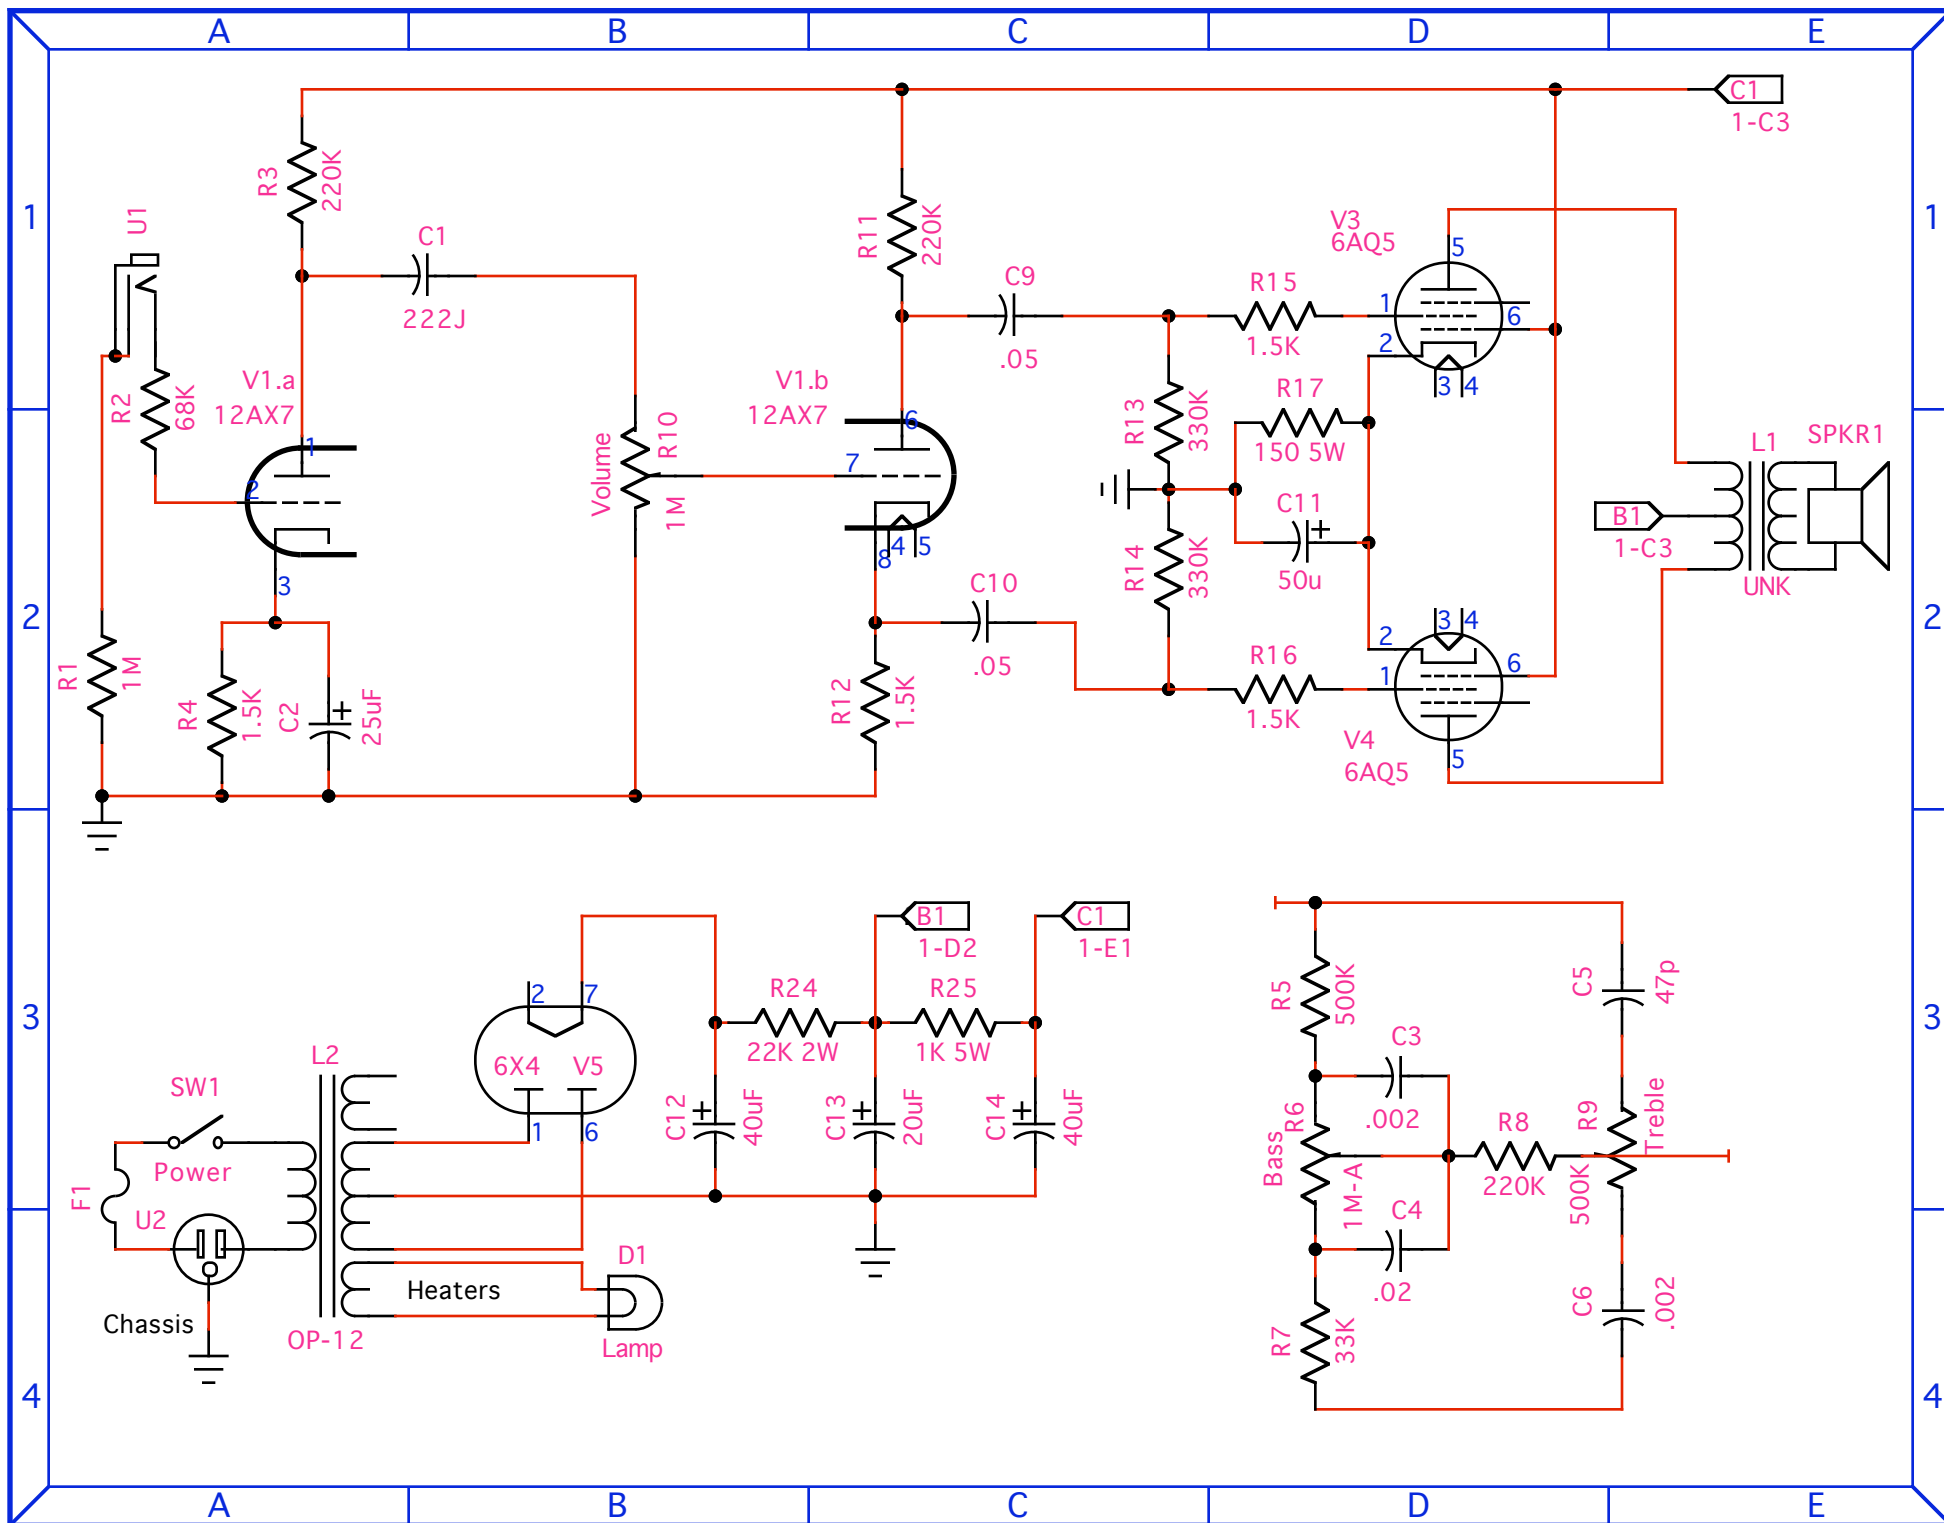 A B C D E
1
2
3
4
1
2
3
4
A B C D E
C1
1-C3
R3
220K
U1
C1
222J
R11
220K
C9
.05
R15
1.5K
V3
6AQ5
5
1
6
2
3 4
R2
68K
V1.a
12AX7
1
2
3
Volume
R10
1M
V1.b
12AX7
6
7
8
4 5
R13
330K
R17
150 5W
C11
50u
R14
330K
L1
UNK
SPKR1
B1
1-C3
C10
.05
R1
1M
R4
1.5K
C2
25uF
R12
1.5K
R16
1.5K
3 4
2
1
6
5
V4
6AQ5
B1
1-D2
C1
1-E1
2 7
6X4 V5
1 6
R24
22K 2W
R25
1K 5W
C12
40uF
C13
20uF
C14
40uF
L2
OP-12
SW1
Power
F1
U2
Chassis
Heaters
D1
Lamp
R5
500K
C5
47p
C3
.002
Bass
R6
1M-A
R8
220K
R9
500K
Treble
C4
.02
R7
33K
C6
.002